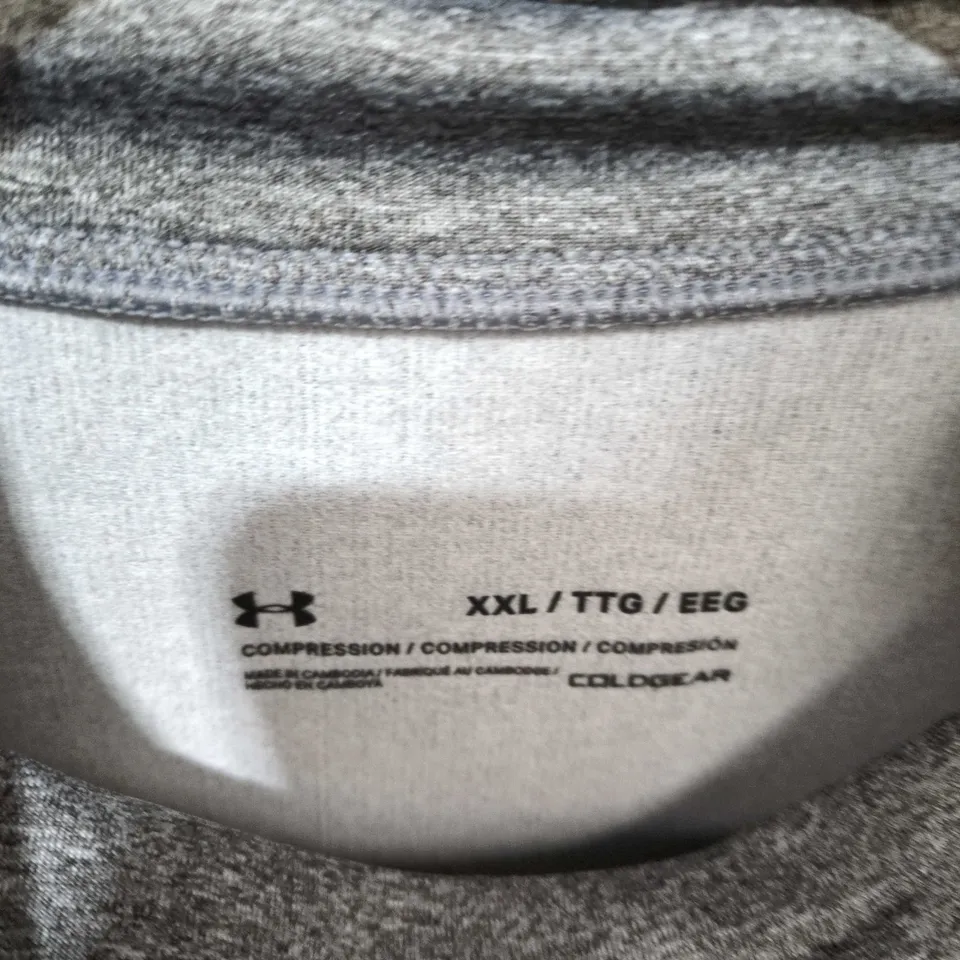 XXL / TTG / EEG
COMPRESSION / COMPRESSION / COMPRESIÓN
MADE IN CAMBODIA / FABRIQUÉ AU CAMBODGE /
HECHO EN CAMBOYA
COLDGEAR